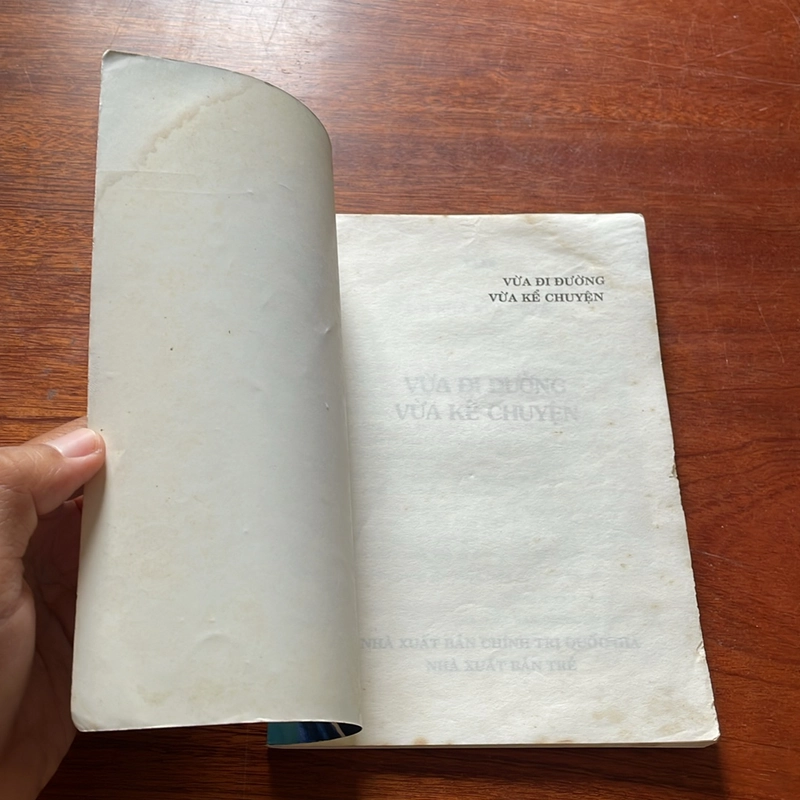 VỪA ĐI ĐƯỜNG
VỪA KỂ CHUYỆN
VỪA ĐI ĐƯỜNG
VỪA KỂ CHUYỆN
NHÀ XUẤT BẢN CHÍNH TRỊ QUỐC GIA
NHÀ XUẤT BẢN TRẺ